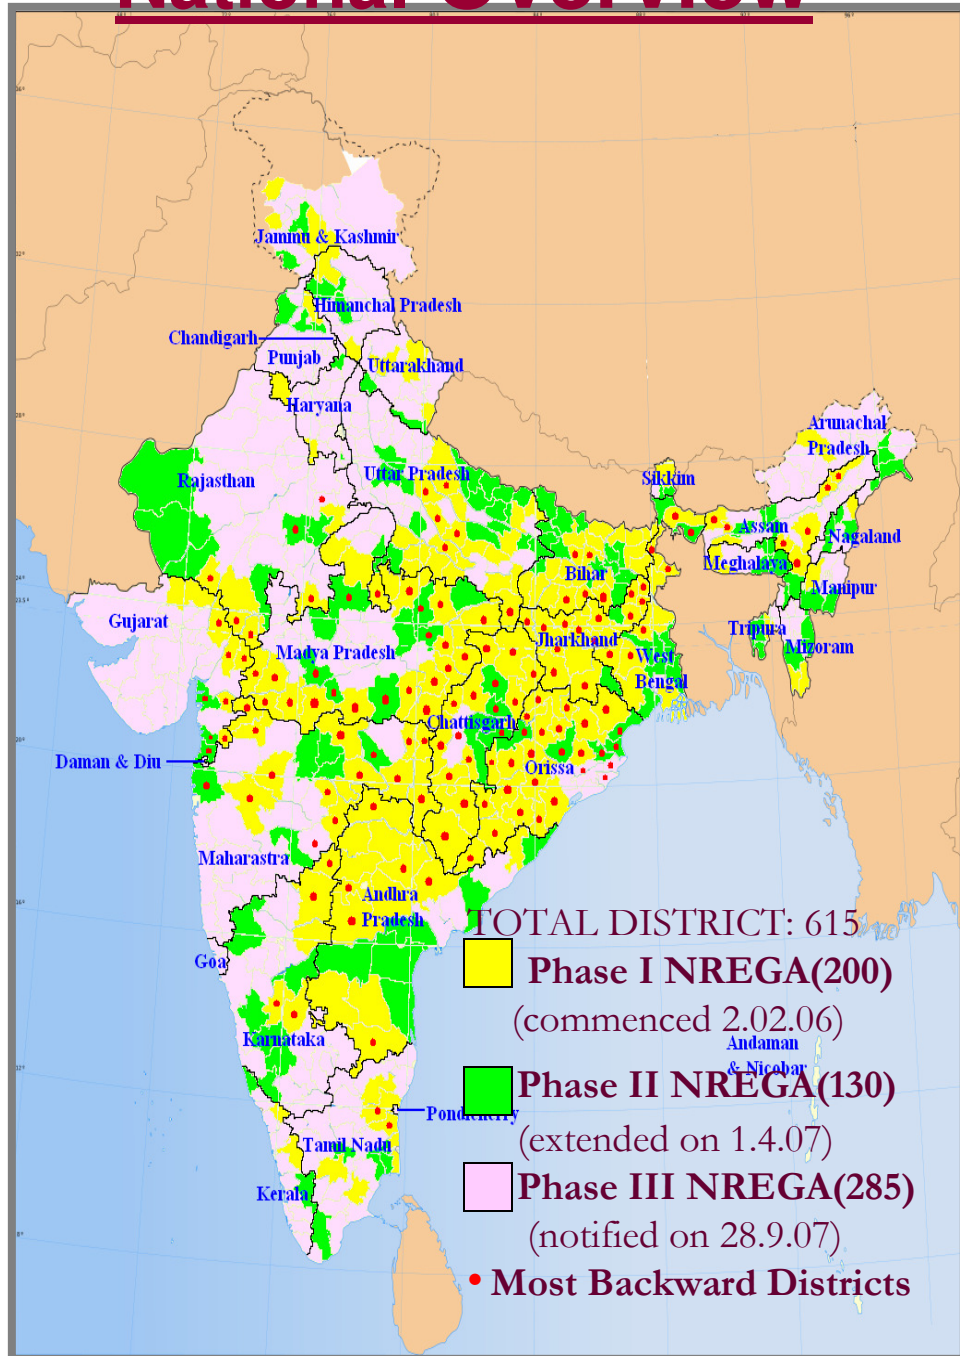 National Overview
Jammu & Kashmir
Himanchal Pradesh
Chandigarh
Punjab
Uttarakhand
Haryana
Arunachal
Pradesh
Rajasthan
Uttar Pradesh
Sikkim
Assam
Nagaland
Meghalaya
Bihar
Manipur
Gujarat
Tripura
Jharkhand
Mizoram
Madya Pradesh
West
Bengal
Chattisgarh
Daman & Diu
Orissa
Maharastra
Andhra
Pradesh
TOTAL DISTRICT: 615
Goa
Phase I NREGA(200)
(commenced 2.02.06)
Karnataka
Andaman
& Nicobar
Phase II NREGA(130)
Pondicherry
(extended on 1.4.07)
Tamil Nadu
Phase III NREGA(285)
Kerala
(notified on 28.9.07)
• Most Backward Districts